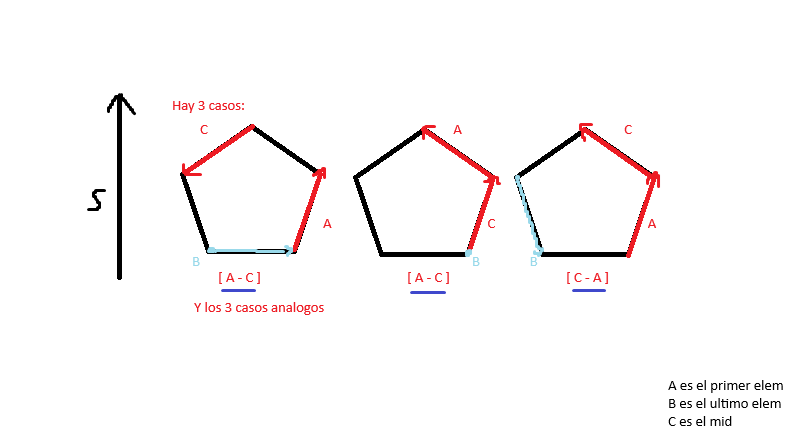 Hay 3 casos:
C
A
B
[ A - C ]
A
C
B
[ A - C ]
C
A
B
[ C - A ]
Y los 3 casos analogos
A es el primer elem
B es el ultimo elem
C es el mid